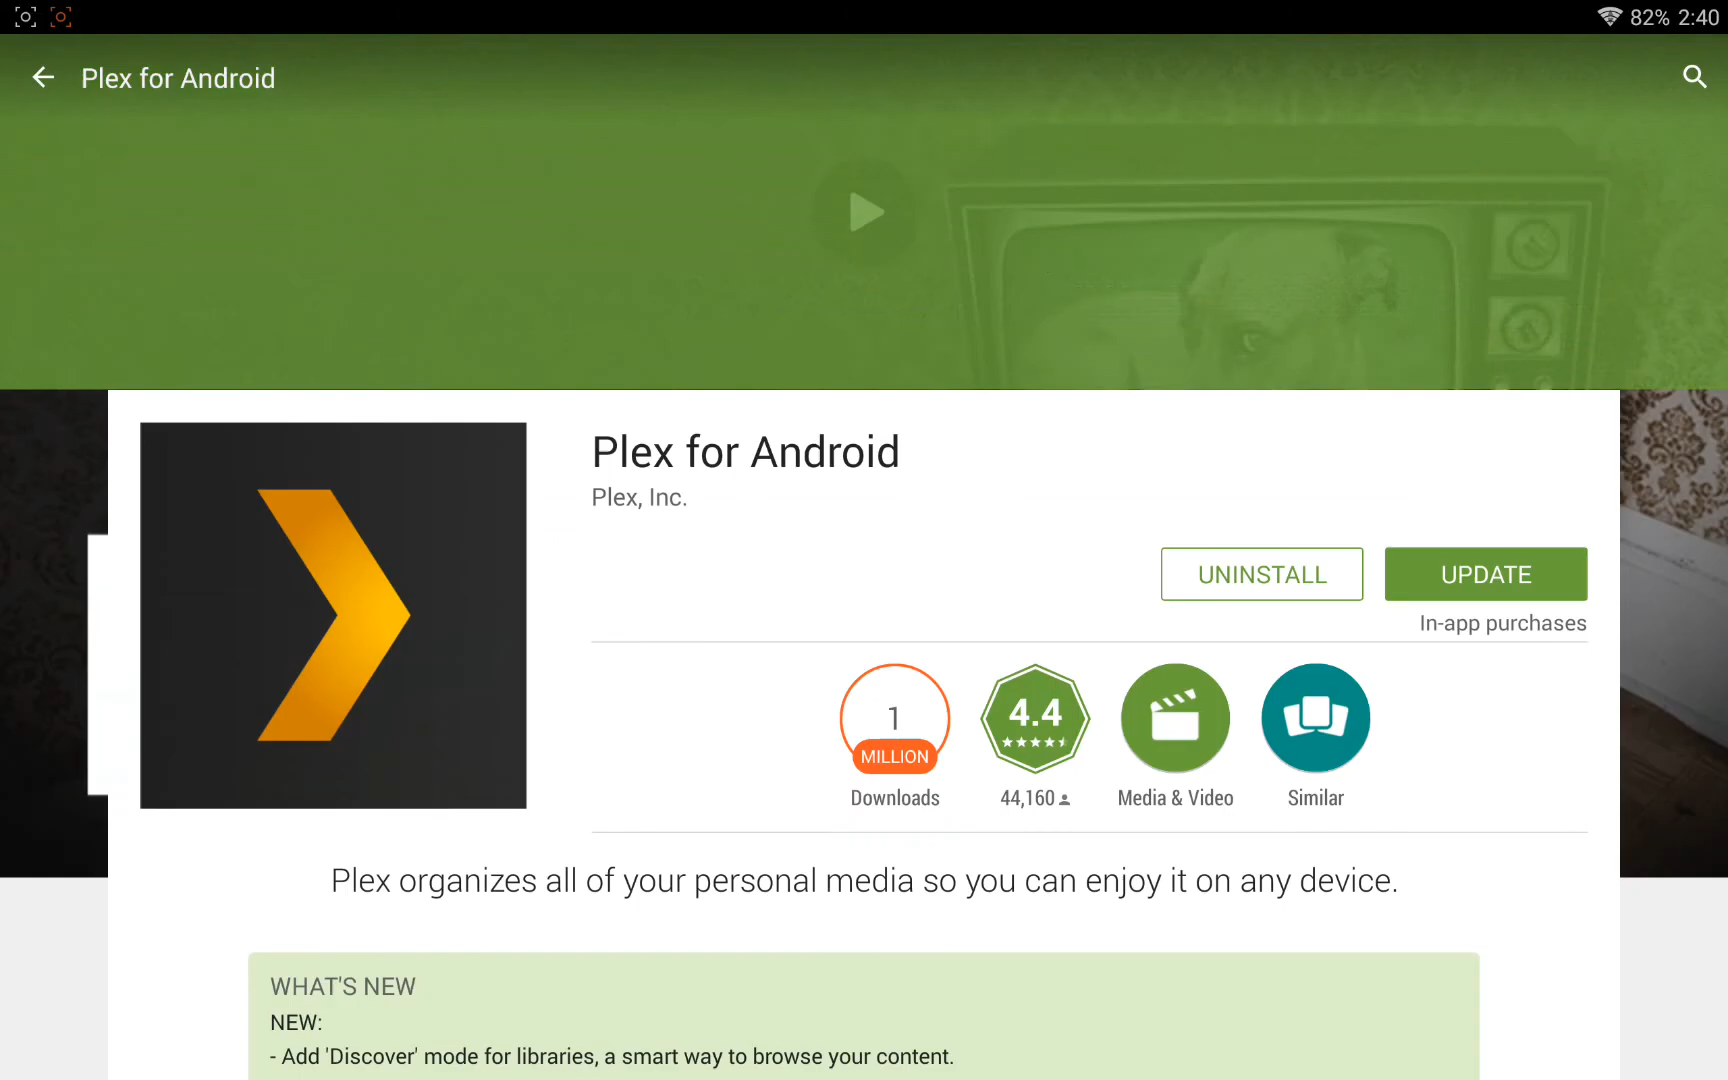 82% 2:40
Plex for Android
Plex for Android
Plex, Inc.
UNINSTALL
UPDATE
In-app purchases
1
MILLION
Downloads
4.4
44,160
Media & Video
Similar
Plex organizes all of your personal media so you can enjoy it on any device.
WHAT'S NEW
NEW:
- Add 'Discover' mode for libraries, a smart way to browse your content.